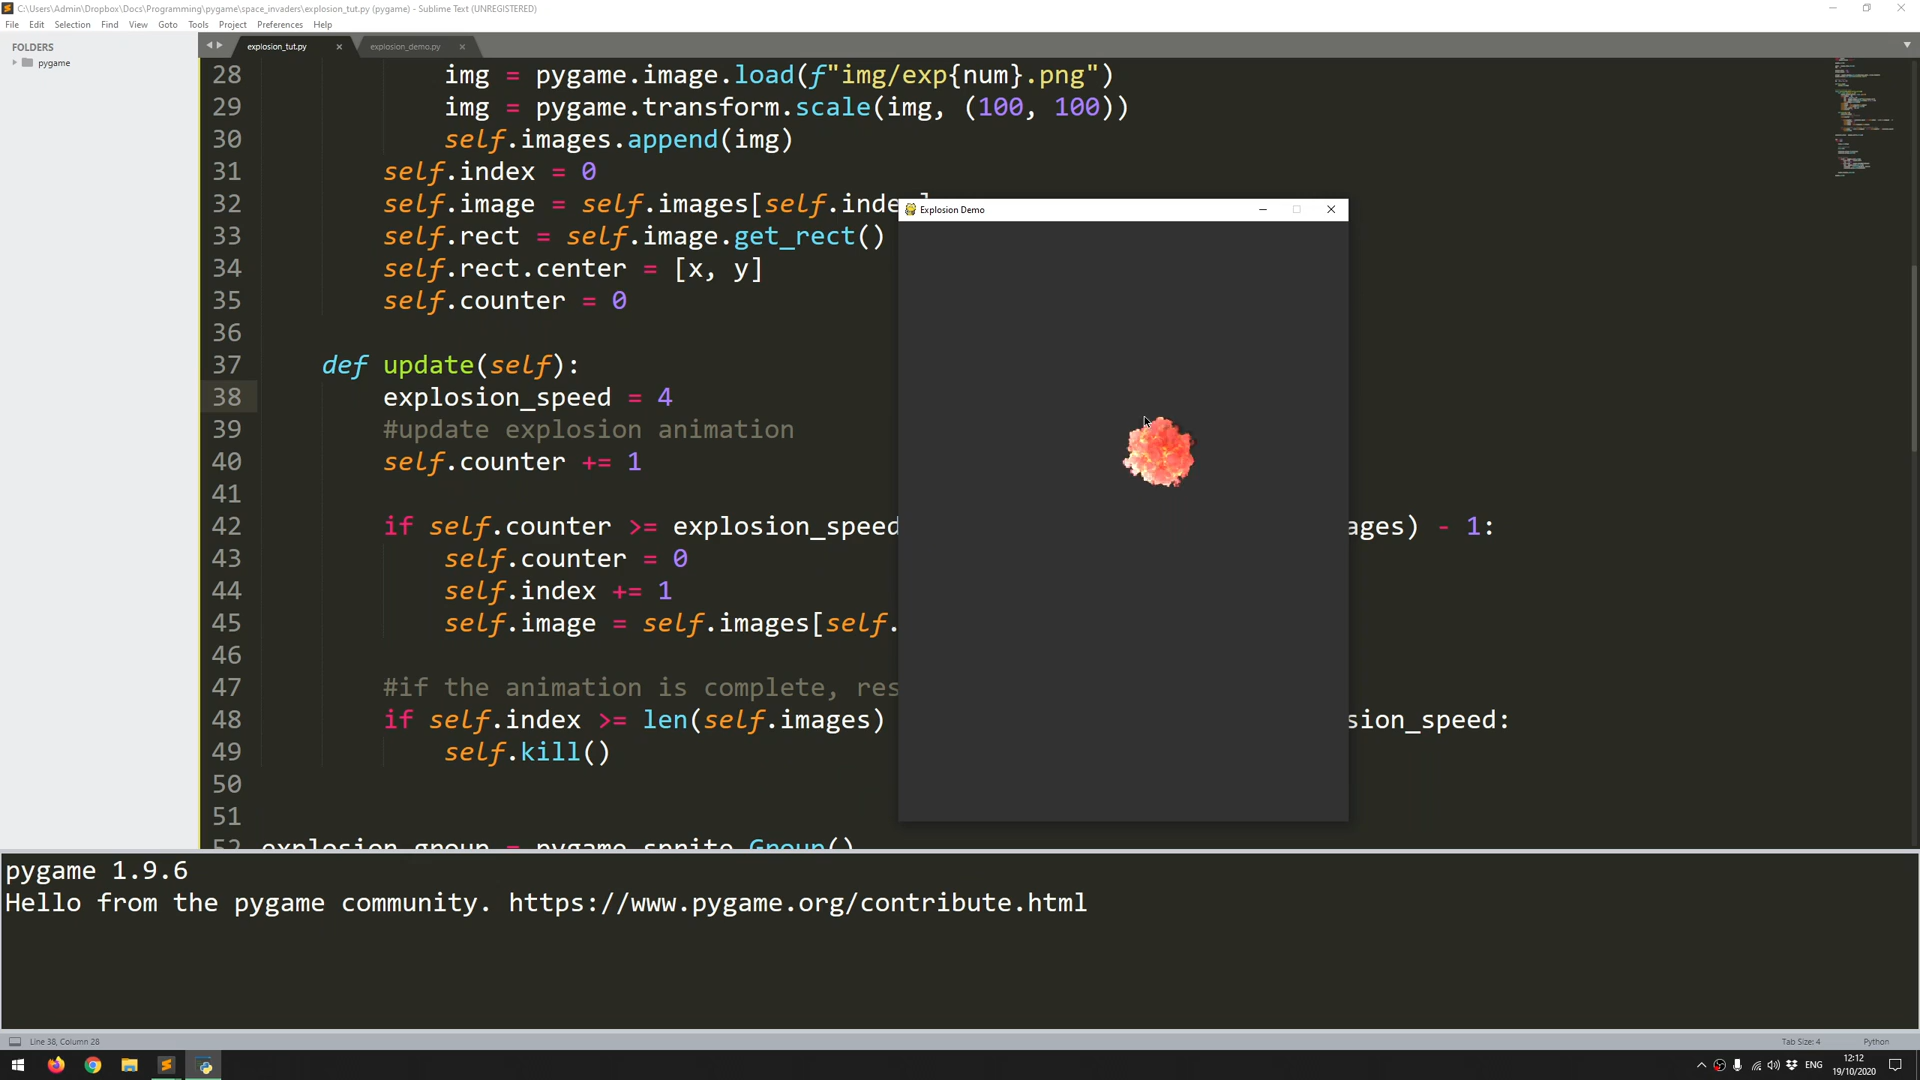 C:\Users\Admin\Dropbox\Docs\Programming\pygame\space_invaders\explosion_tut.py (pygame) - Sublime Text (UNREGISTERED)
File Edit Selection Find View Goto Tools Project Preferences Help
FOLDERS
pygame
explosion_tut.py
explosion_demo.py
28 img = pygame.image.load(f"img/exp{num}.png")
29 img = pygame.transform.scale(img, (100, 100))
30 self.images.append(img)
31 self.index = 0
32 self.image = self.images[self.inde
33 self.rect = self.image.get_rect()
34 self.rect.center = [x, y]
35 self.counter = 0
36
37 def update(self):
38 explosion_speed = 4
39 #update explosion animation
40 self.counter += 1
41
42 if self.counter >= explosion_speed ages) - 1:
43 self.counter = 0
44 self.index += 1
45 self.image = self.images[self.
46
47 #if the animation is complete, res
48 if self.index >= len(self.images) sion_speed:
49 self.kill()
50
51
52 explosion_group = pygame.sprite.Group()
Explosion Demo
pygame 1.9.6
Hello from the pygame community. https://www.pygame.org/contribute.html
Line 38, Column 28
Tab Size: 4
Python
ENG
12:12
19/10/2020